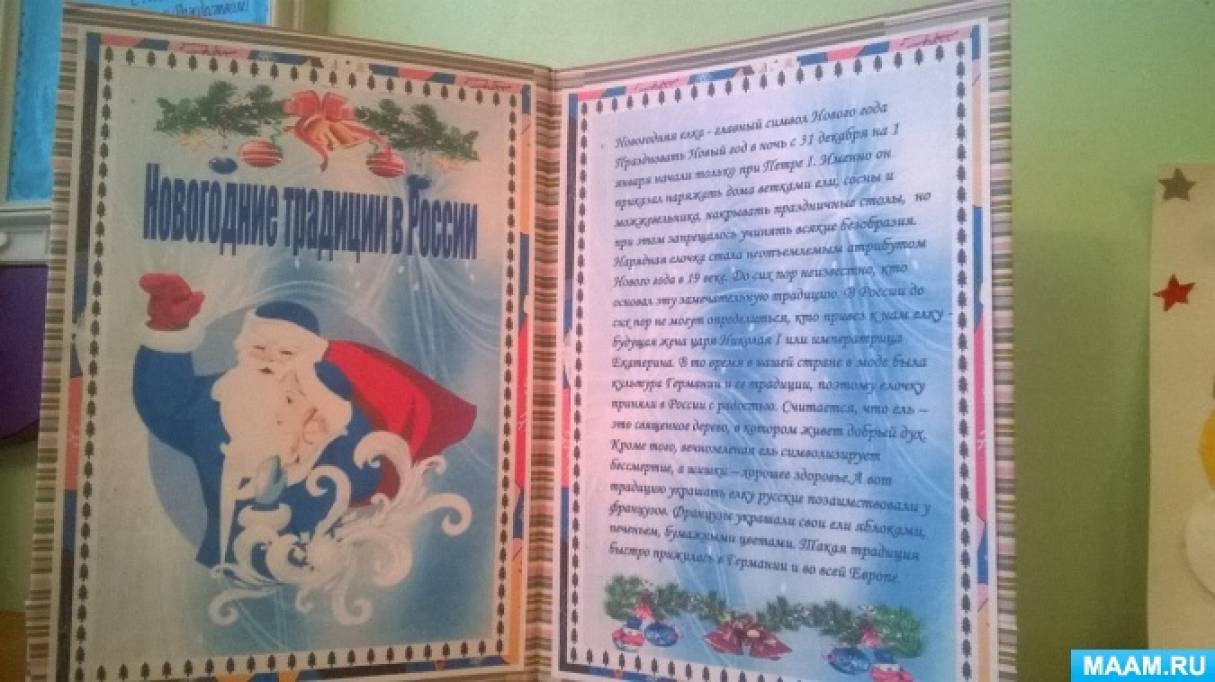 Рождеством!
Новогодние традиции в России
Новогодняя елка - главный символ Нового года
Праздновать Новый год в ночь с 31 декабря на 1
января начали только при Петре I. Именно он
приказал наряжать дома ветками ели, сосны и
можжевельника, накрывать праздничные столы, но
при этом запрещалось учинять всякие безобразия.
Нарядная елочка стала неотъемлемым атрибутом
Нового года в 19 веке. До сих пор неизвестно, кто
основал эту замечательную традицию. В России до
сих пор не могут определиться, кто привез к нам елку -
будущая жена царя Николая I или императрица
Екатерина. В то время в нашей стране в моде была
культура Германии и ее традиции, поэтому елочку
приняли в России с радостью. Считается, что ель –
это священное дерево, в котором живет добрый дух.
Кроме того, вечнозеленая ель символизирует
бессмертие, а шишки – хорошее здоровье. А вот
традицию украшать елку русские позаимствовали у
французов. Французы украшали свои ели яблоками,
печеньем, бумажными цветами. Такая традиция
быстро прижилась в Германии и во всей Европе.
MAAM.RU